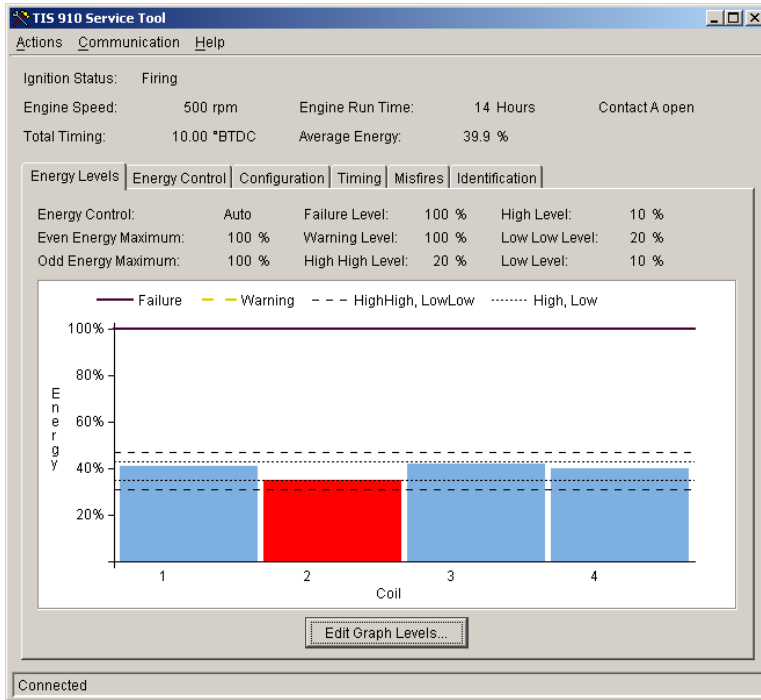 TIS 910 Service Tool
Actions Communication Help
Ignition Status: Firing
Engine Speed: 500 rpm Engine Run Time: 14 Hours Contact A open
Total Timing: 10.00 °BTDC Average Energy: 39.9 %
Energy Levels Energy Control Configuration Timing Misfires Identification
Energy Control: Auto Failure Level: 100 % High Level: 10 %
Even Energy Maximum: 100 % Warning Level: 100 % Low Low Level: 20 %
Odd Energy Maximum: 100 % High High Level: 20 % Low Level: 10 %
Failure Warning HighHigh, LowLow High, Low
100%
80%
60%
40%
20%
Energy
1 2 3 4
Coil
Edit Graph Levels...
Connected